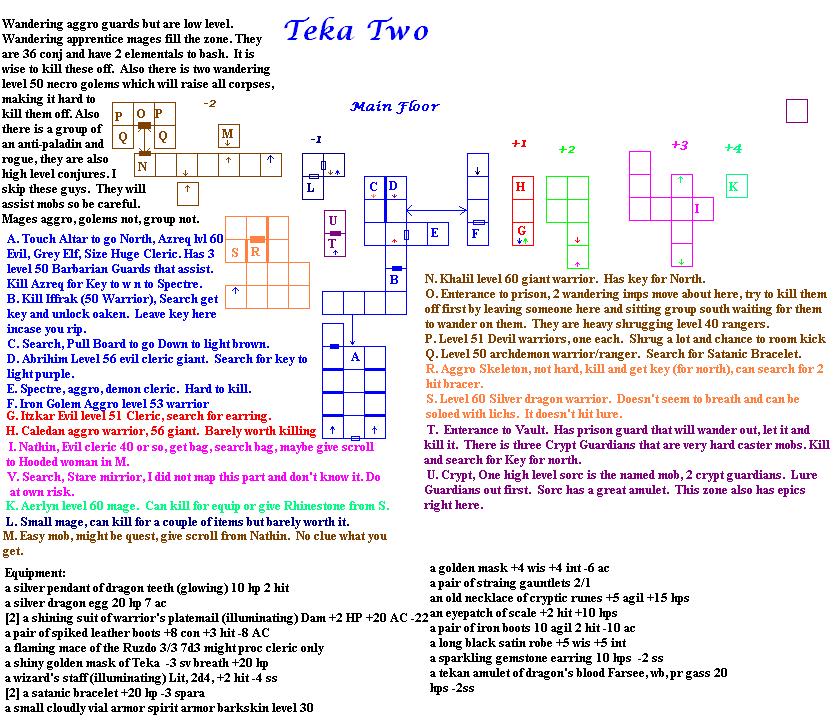 Teka Two
Wandering aggro guards but are low level.
Wandering apprentice mages fill the zone. They
are 36 conj and have 2 elementals to bash. It is
wise to kill these off. Also there is two wandering
level 50 necro golems which will raise all corpses,
making it hard to
kill them off. Also
there is a group of
an anti-paladin and
rogue, they are also
high level conjures. I
skip these guys. They will
assist mobs so be careful.
Mages aggro, golems not, group not.
Main Floor
-2
P O P
Q Q
M
N
-1
L
C D
E
F
B
A
U
T
S R
+1
H
G
+2
+3
I
+4
K
A. Touch Altar to go North, Azreq lvl 60
Evil, Grey Elf, Size Huge Cleric. Has 3
level 50 Barbarian Guards that assist.
Kill Azreq for Key to w n to Spectre.
B. Kill Iffrak (50 Warrior), Search get
key and unlock oaken. Leave key here
incase you rip.
C. Search, Pull Board to go Down to light brown.
D. Abrihim Level 56 evil cleric giant. Search for key to
light purple.
E. Spectre, aggro, demon cleric. Hard to kill.
F. Iron Golem Aggro level 53 warrior
G. Itzkar Evil level 51 Cleric, search for earring.
H. Caledan aggro warrior, 56 giant. Barely worth killing
I. Nathin, Evil cleric 40 or so, get bag, search bag, maybe give scroll
to Hooded woman in M.
V. Search, Stare mirrior, I did not map this part and don't know it. Do
at own risk.
K. Aerlyn level 60 mage. Can kill for equip or give Rhinestone from S.
L. Small mage, can kill for a couple of items but barely worth it.
M. Easy mob, might be quest, give scroll from Nathin. No clue what you
get.
N. Khalil level 60 giant warrior. Has key for North.
O. Enterance to prison, 2 wandering imps move about here, try to kill them
off first by leaving someone here and sitting group south waiting for them
to wander on them. They are heavy shrugging level 40 rangers.
P. Level 51 Devil warriors, one each. Shrug a lot and chance to room kick
Q. Level 50 archdemon warrior/ranger. Search for Satanic Bracelet.
R. Aggro Skeleton, not hard, kill and get key (for north), can search for 2
hit bracer.
S. Level 60 Silver dragon warrior. Doesn't seem to breath and can be
soloed with lichs. It doesn't hit lure.
T. Enterance to Vault. Has prison guard that will wander out, let it and
kill it. There is three Crypt Guardians that are very hard caster mobs. Kill
and search for Key for north.
U. Crypt, One high level sorc is the named mob, 2 crypt guardians. Lure
Guardians out first. Sorc has a great amulet. This zone also has epics
right here.
Equipment:
a silver pendant of dragon teeth (glowing) 10 hp 2 hit
a silver dragon egg 20 hp 7 ac
[2] a shining suit of warrior's platemail (illuminating) Dam +2 HP +20 AC -22
a pair of spiked leather boots +8 con +3 hit -8 AC
a flaming mace of the Ruzdo 3/3 7d3 might proc cleric only
a shiny golden mask of Teka -3 sv breath +20 hp
a wizard's staff (illuminating) Lit, 2d4, +2 hit -4 ss
[2] a satanic bracelet +20 hp -3 spara
a small cloudly vial armor spirit armor barkskin level 30
a golden mask +4 wis +4 int -6 ac
a pair of straing gauntlets 2/1
an old necklace of cryptic runes +5 agil +15 hps
an eyepatch of scale +2 hit +10 hps
a pair of iron boots 10 agil 2 hit -10 ac
a long black satin robe +5 wis +5 int
a sparkling gemstone earring 10 hps -2 ss
a tekan amulet of dragon's blood Farsee, wb, pr gass 20
hps -2ss